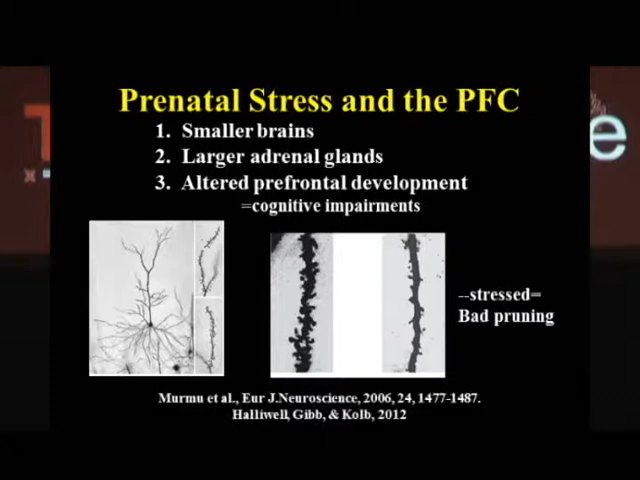 Prenatal Stress and the PFC
1. Smaller brains
2. Larger adrenal glands
3. Altered prefrontal development
=cognitive impairments
--stressed=
Bad pruning
Murmu et al., Eur J.Neuroscience, 2006, 24, 1477-1487.
Halliwell, Gibb, & Kolb, 2012